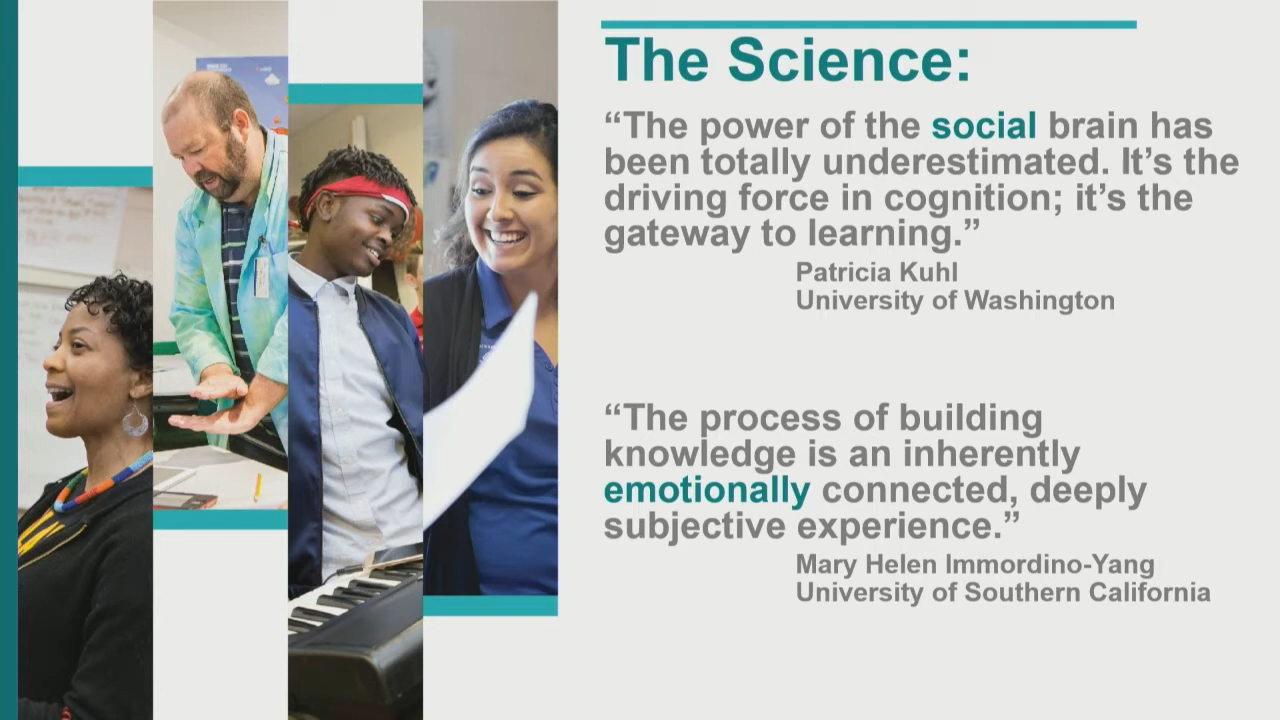 The Science:
“The power of the social brain has
been totally underestimated. It’s the
driving force in cognition; it’s the
gateway to learning.”
Patricia Kuhl
University of Washington
“The process of building
knowledge is an inherently
emotionally connected, deeply
subjective experience.”
Mary Helen Immordino-Yang
University of Southern California